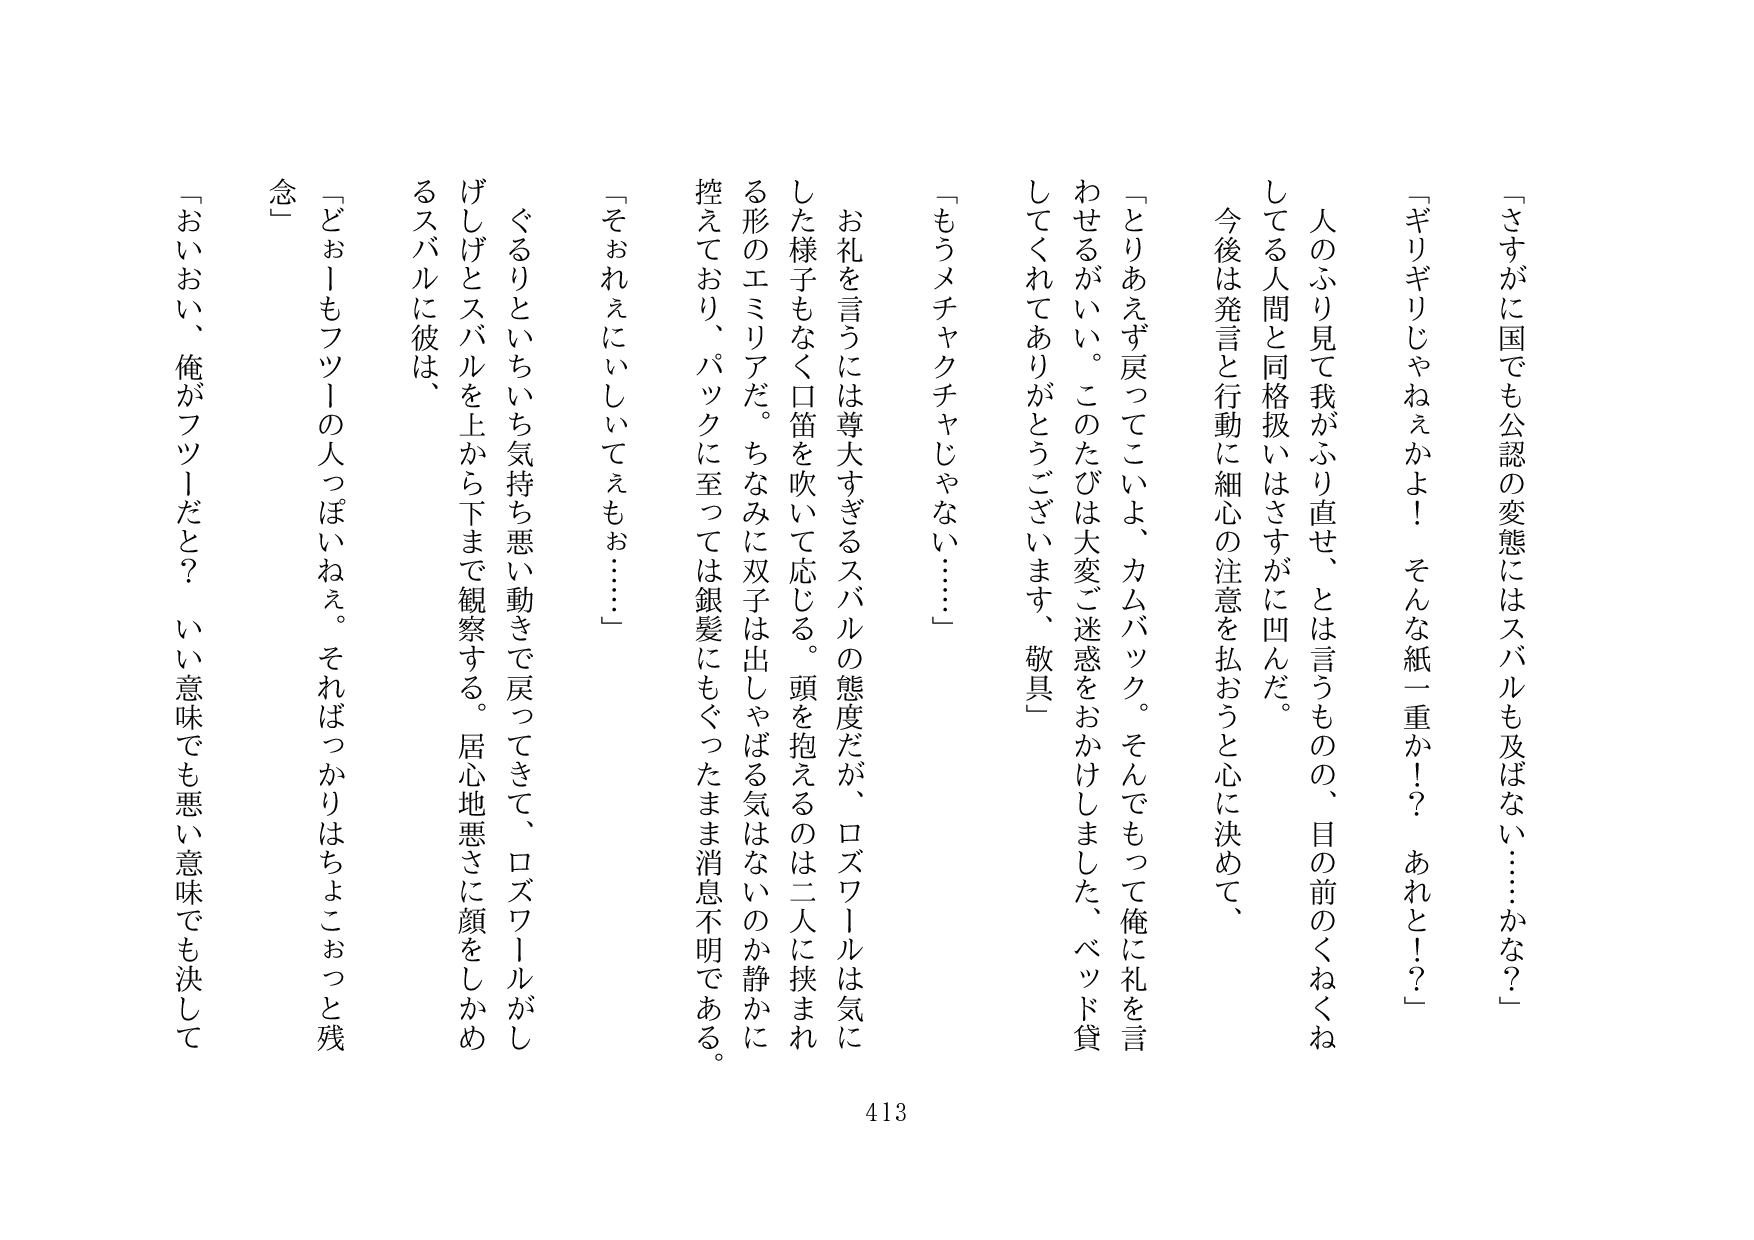 「さすがに国でも公認の変態にはスバルも及ばない……かな？」
「ギリギリじゃねぇかよ！　そんな紙一重か！？　あれと！？」
　人のふり見て我がふり直せ、とは言うものの、目の前のくねくね
してる人間と同格扱いはさすがに凹んだ。
　今後は発言と行動に細心の注意を払おうと心に決めて、
「とりあえず戻ってこいよ、カムバック。そんでもって俺に礼を言
わせるがいい。このたびは大変ご迷惑をおかけしました、ベッド貸
してくれてありがとうございます、敬具」
「もうメチャクチャじゃない……」
　お礼を言うには尊大すぎるスバルの態度だが、ロズワールは気に
した様子もなく口笛を吹いて応じる。頭を抱えるのは二人に挟まれ
る形のエミリアだ。ちなみに双子は出しゃばる気はないのか静かに
控えており、パックに至っては銀髪にもぐったまま消息不明である。
「そぉれぇにぃしぃいてぇもぉ……」
　ぐるりといちいち気持ち悪い動きで戻ってきて、ロズワールがし
げしげとスバルを上から下まで観察する。居心地悪さに顔をしかめ
るスバルに彼は、
「どぉーもフツーの人っぽいねぇ。そればっかりはちょこぉっと残
念」
「おいおい、俺がフツーだと？　いい意味でも悪い意味でも決して
413